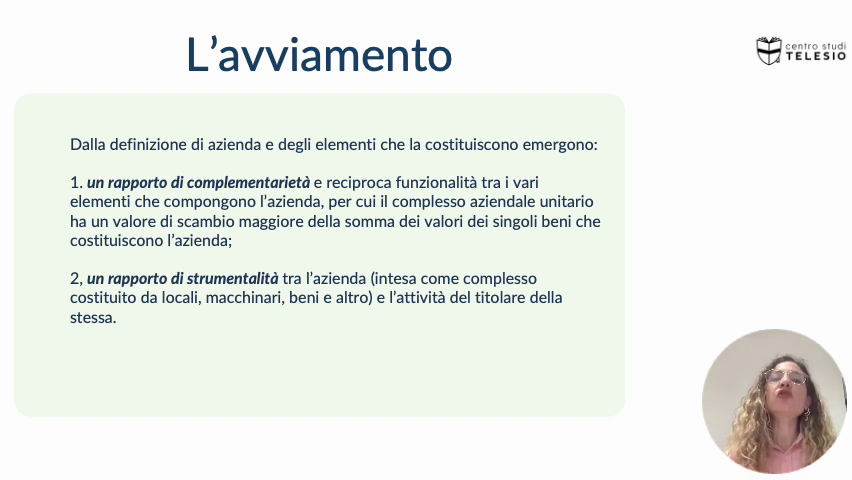 L'avviamento
centro studi
TELESIO
Dalla definizione di azienda e degli elementi che la costituiscono emergono:
1. un rapporto di complementarietà e reciproca funzionalità tra i vari
elementi che compongono l'azienda, per cui il complesso aziendale unitario
ha un valore di scambio maggiore della somma dei valori dei singoli beni che
costituiscono l'azienda;
2, un rapporto di strumentalità tra l'azienda (intesa come complesso
costituito da locali, macchinari, beni e altro) e l'attività del titolare della
stessa.